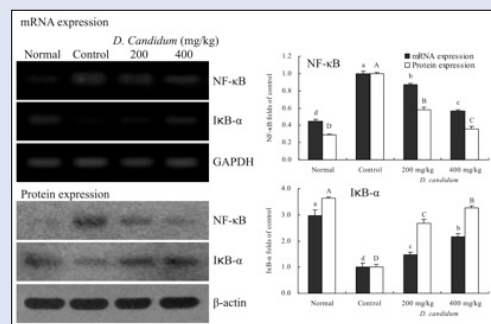 mRNA expression
D. Candidum (mg/kg)
Normal Control 200 400
NF-κB
IκB-α
GAPDH
Protein expression
NF-κB
IκB-α
β-actin
NF-κB
■ mRNA expression
□ Protein expression
NF-κB folds of control
1.2
1.0
0.8
0.6
0.4
0.2
0
d D a A b B c C
Normal Control 200 mg/kg 400 mg/kg
D. candidum
IκB-α
IκB-α folds of control
4.0
3.0
2.0
1.0
0.0
a A d D c C b B
Normal Control 200 mg/kg 400 mg/kg
D. candidum